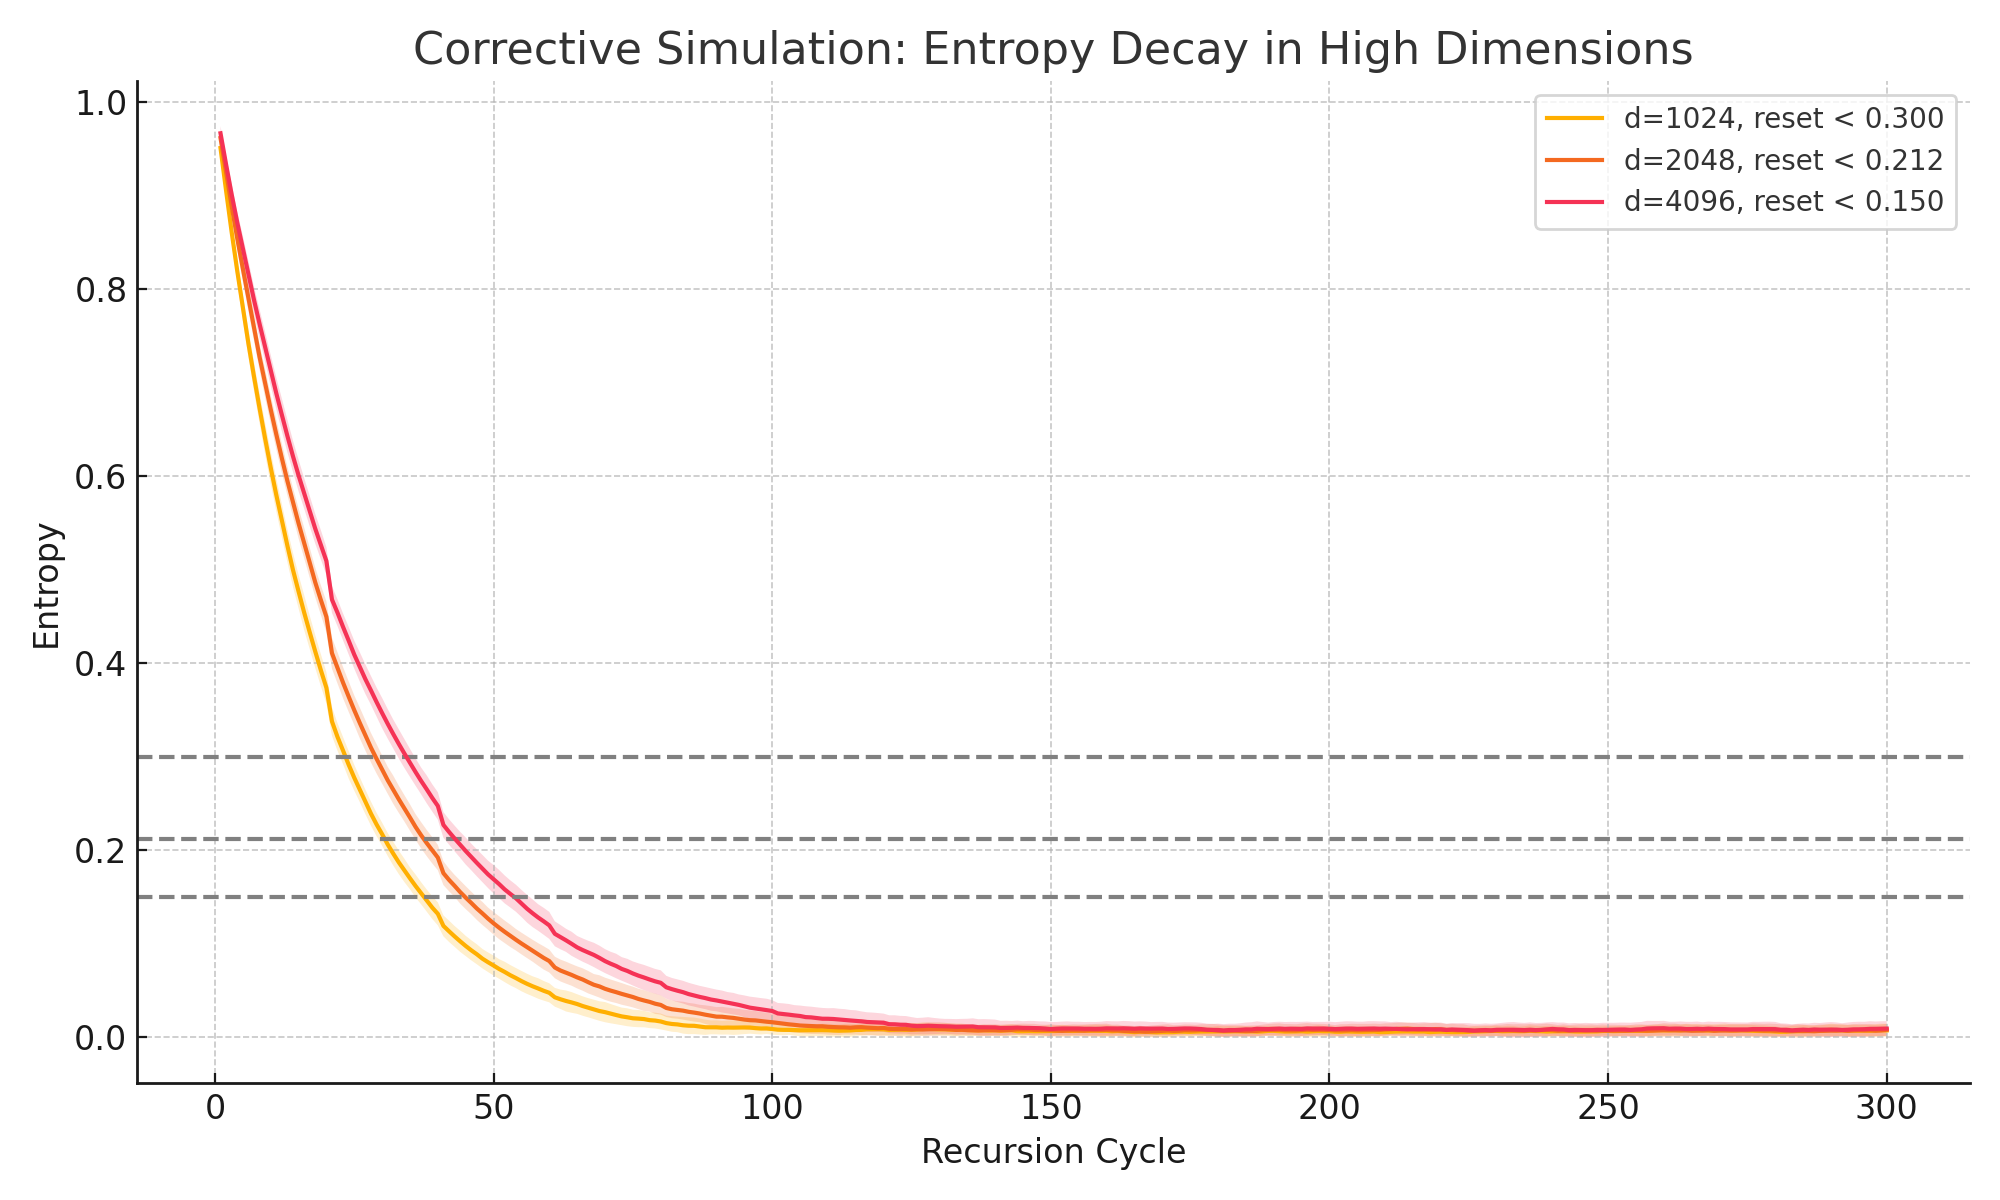 Corrective Simulation: Entropy Decay in High Dimensions
d=1024, reset < 0.300
d=2048, reset < 0.212
d=4096, reset < 0.150
Entropy
1.0
0.8
0.6
0.4
0.2
0.0
0 50 100 150 200 250 300
Recursion Cycle